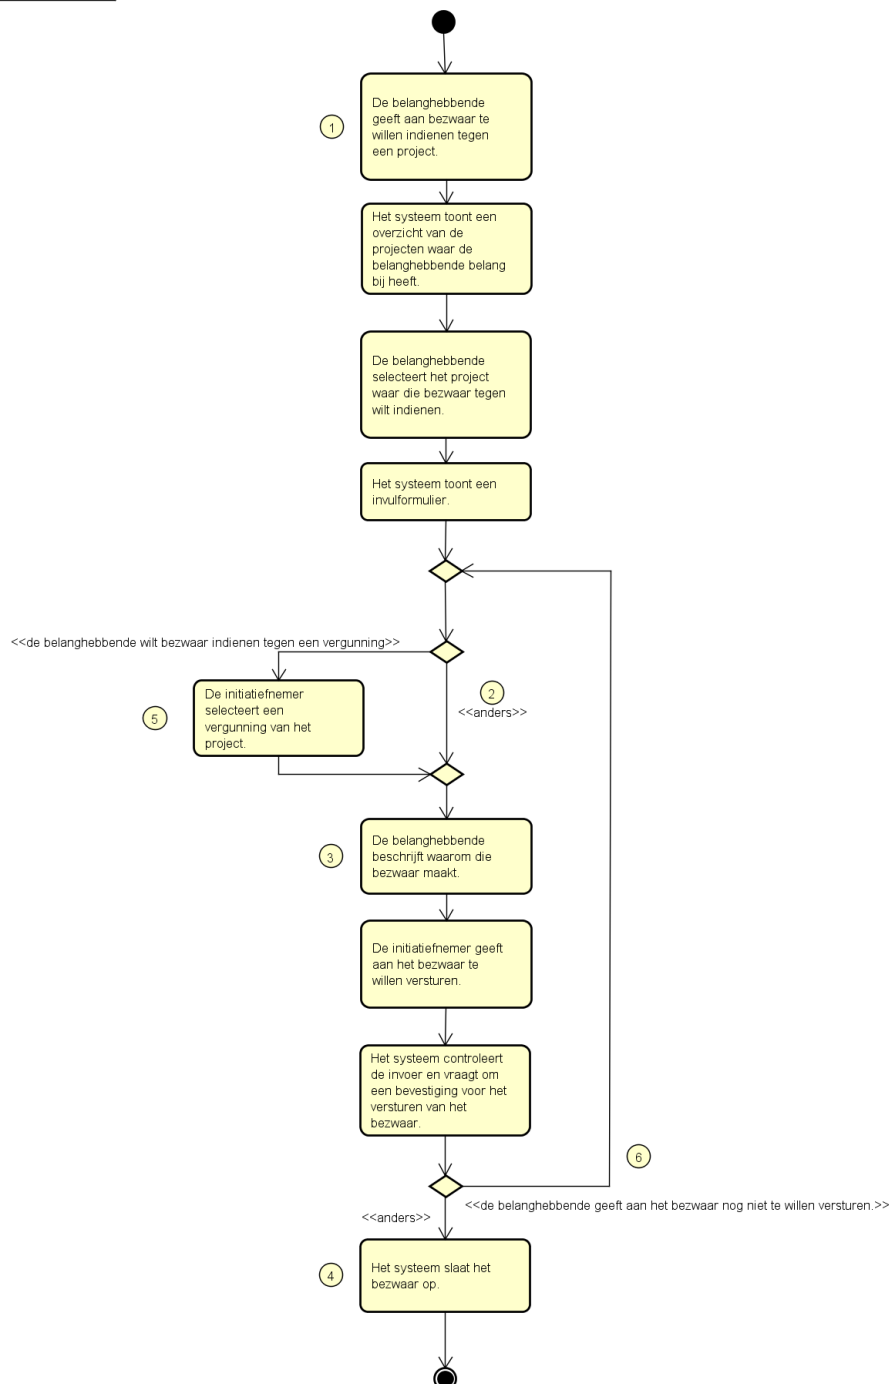 De belanghebbende
geeft aan bezwaar te
willen indienen tegen
een project.
1
Het systeem toont een
overzicht van de
projecten waar de
belanghebbende belang
bij heeft.
De belanghebbende
selecteert het project
waar die bezwaar tegen
wilt indienen.
Het systeem toont een
invulformulier.
<<de belanghebbende wilt bezwaar indienen tegen een vergunning>>
2
<<anders>>
De initiatiefnemer
selecteert een
vergunning van het
project.
5
De belanghebbende
beschrijft waarom die
bezwaar maakt.
3
De initiatiefnemer geeft
aan het bezwaar te
willen versturen.
Het systeem controleert
de invoer en vraagt om
een bevestiging voor het
versturen van het
bezwaar.
6
<<de belanghebbende geeft aan het bezwaar nog niet te willen versturen.>>
<<anders>>
Het systeem slaat het
bezwaar op.
4